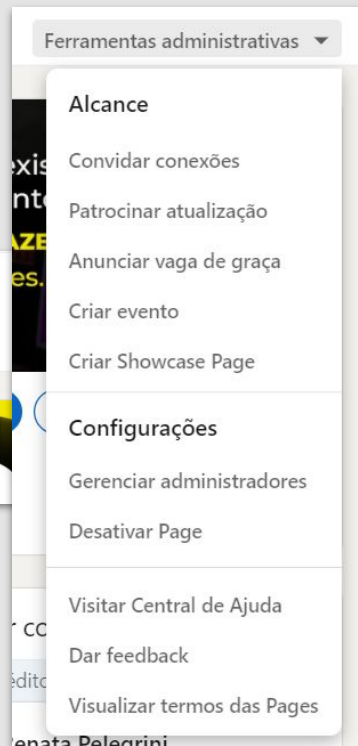 Ferramentas administrativas
Alcance
Convidar conexões
Patrocinar atualização
Anunciar vaga de graça
Criar evento
Criar Showcase Page
Configurações
Gerenciar administradores
Desativar Page
Visitar Central de Ajuda
Dar feedback
Visualizar termos das Pages
Pelegrini